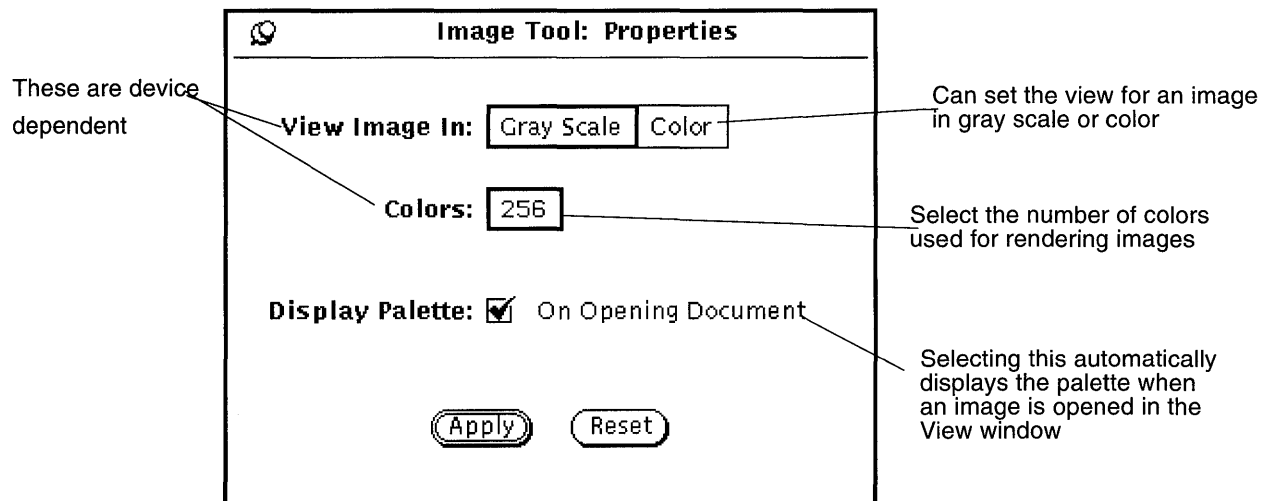 Image Tool: Properties
These are device
dependent
View Image In: Gray Scale Color
Can set the view for an image
in gray scale or color
Colors: 256
Select the number of colors
used for rendering images
Display Palette: On Opening Document
Selecting this automatically
displays the palette when
an image is opened in the
View window
Apply Reset